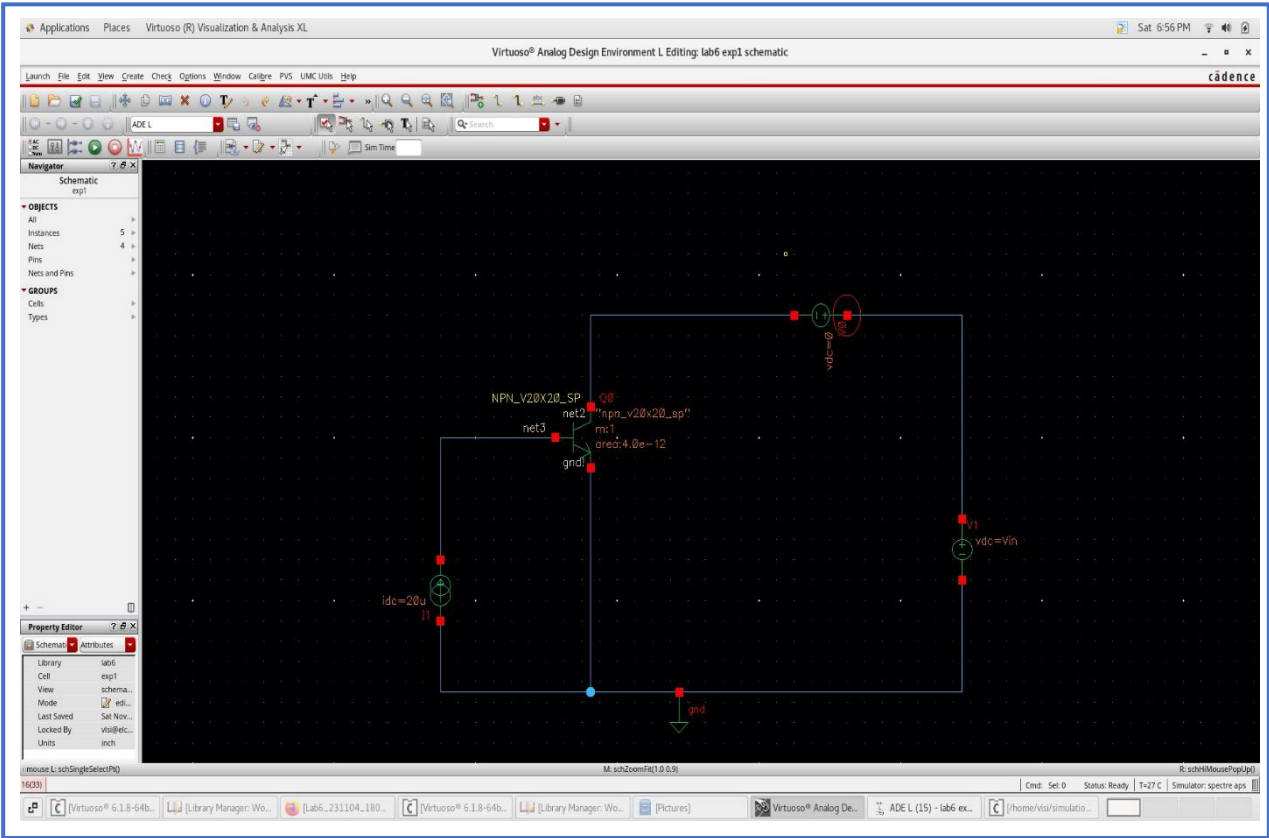 Applications Places Virtuoso (R) Visualization & Analysis XL Sat 6:56 PM
Virtuoso® Analog Design Environment L Editing: lab6 exp1 schematic
Launch File Edit View Create Check Options Window Calibre PVS UMC Utils Help cādence
ADE L Search
Sim Time
Navigator ? X
Schematic
exp1
OBJECTS
All
Instances 5
Nets 4
Pins
Nets and Pins
GROUPS
Cells
Types
V0
vdc=0
NPN_V20X20_SP Q0
net2 "npn_v20x20_sp"
net3 m:1
area:4.0e-12
gnd!
V1
vdc=Vin
idc=20u
I1
gnd
Property Editor ? X
Schemati Attributes
Library lab6
Cell exp1
View schema...
Mode edi...
Last Saved Sat Nov...
Locked By vlsi@elc...
Units inch
mouse L: schSingleSelectPt() M: schZoomFit(1.0 0.9) R: schHiMousePopUp()
16(33) Cmd: Sel: 0 Status: Ready T=27 C Simulator: spectre aps
[Virtuoso® 6.1.8-64b... [Library Manager: Wo... [Lab6_231104_180... [Virtuoso® 6.1.8-64b... [Library Manager: Wo... [Pictures] Virtuoso® Analog De... ADE L (15) - lab6 ex... [/home/vlsi/simulatio...